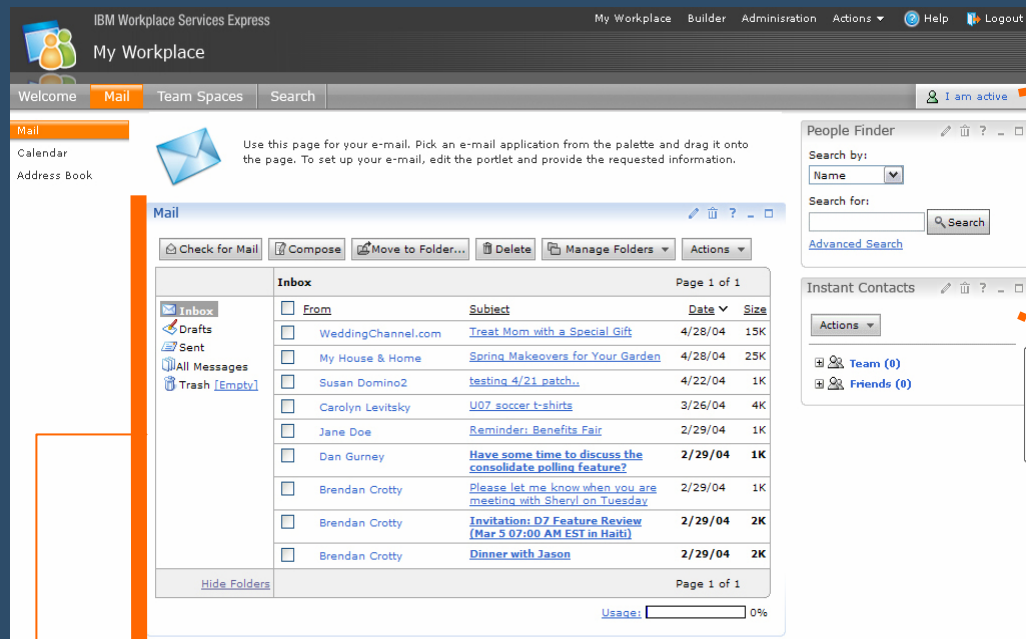 IBM Workplace Services Express
My Workplace Builder Adminisration Actions Help Logout
My Workplace
Welcome Mail Team Spaces Search
I am active
Mail
Calendar
Address Book
Use this page for your e-mail. Pick an e-mail application from the palette and drag it onto
the page. To set up your e-mail, edit the portlet and provide the requested information.
Mail ?
Check for Mail Compose Move to Folder... Delete Manage Folders Actions
Inbox Page 1 of 1
Inbox
Drafts
Sent
All Messages
Trash [Empty]
From Subject Date Size
WeddingChannel.com Treat Mom with a Special Gift 4/28/04 15K
My House & Home Spring Makeovers for Your Garden 4/28/04 25K
Susan Domino2 testing 4/21 patch.. 4/22/04 1K
Carolyn Levitsky U07 soccer t-shirts 3/26/04 4K
Jane Doe Reminder: Benefits Fair 2/29/04 1K
Dan Gurney Have some time to discuss the
consolidate polling feature? 2/29/04 1K
Brendan Crotty Please let me know when you are
meeting with Sheryl on Tuesday 2/29/04 1K
Brendan Crotty Invitation: D7 Feature Review
(Mar 5 07:00 AM EST in Haiti) 2/29/04 2K
Brendan Crotty Dinner with Jason 2/29/04 2K
Hide Folders Page 1 of 1
Usage: 0%
People Finder ?
Search by:
Name
Search for:
Search
Advanced Search
Instant Contacts ?
Actions
Team (0)
Friends (0)